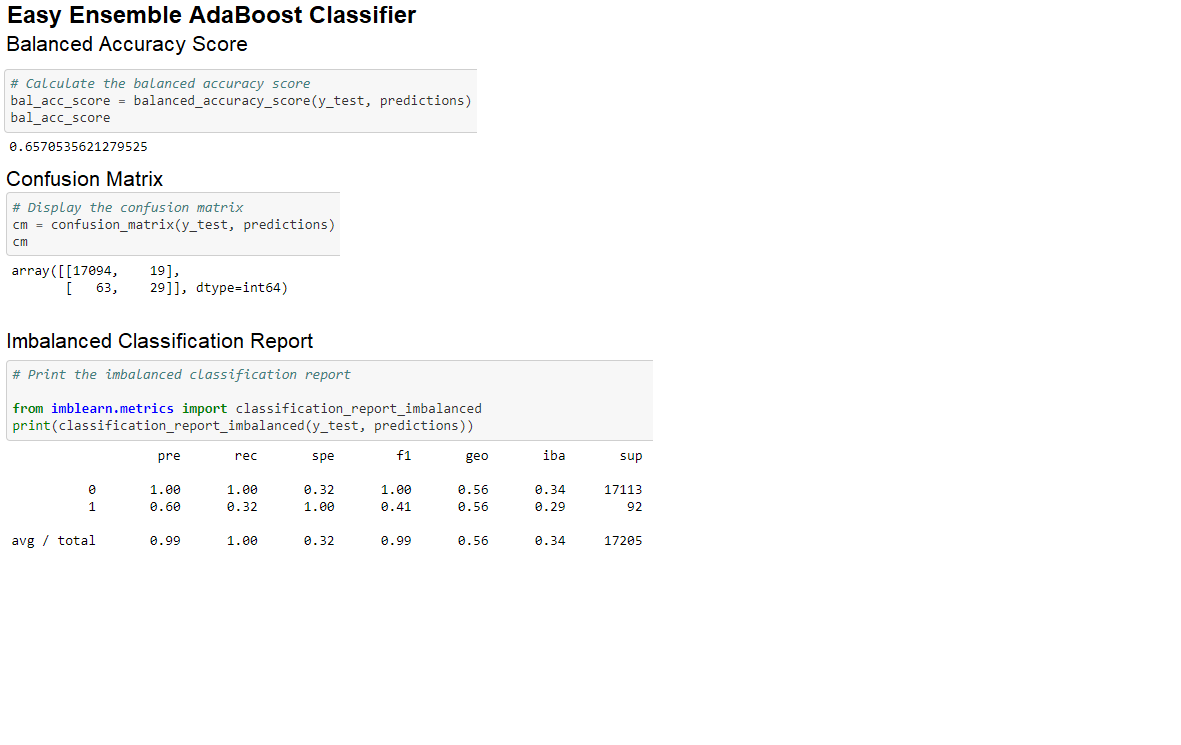 Easy Ensemble AdaBoost Classifier
Balanced Accuracy Score
# Calculate the balanced accuracy score
bal_acc_score = balanced_accuracy_score(y_test, predictions)
bal_acc_score
0.6570535621279525
Confusion Matrix
# Display the confusion matrix
cm = confusion_matrix(y_test, predictions)
cm
array([[17094,    19],
       [   63,    29]], dtype=int64)
Imbalanced Classification Report
# Print the imbalanced classification report
from imblearn.metrics import classification_report_imbalanced
print(classification_report_imbalanced(y_test, predictions))
                   pre       rec       spe        f1       geo       iba       sup
          0       1.00      1.00      0.32      1.00      0.56      0.34     17113
          1       0.60      0.32      1.00      0.41      0.56      0.29        92
avg / total       0.99      1.00      0.32      0.99      0.56      0.34     17205